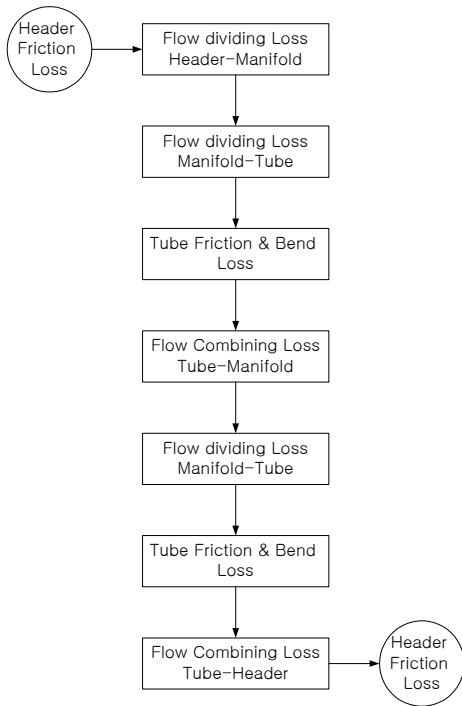 Header
Friction
Loss
Flow dividing Loss
Header-Manifold
Flow dividing Loss
Manifold-Tube
Tube Friction & Bend
Loss
Flow Combining Loss
Tube-Manifold
Flow dividing Loss
Manifold-Tube
Tube Friction & Bend
Loss
Flow Combining Loss
Tube-Header
Header
Friction
Loss